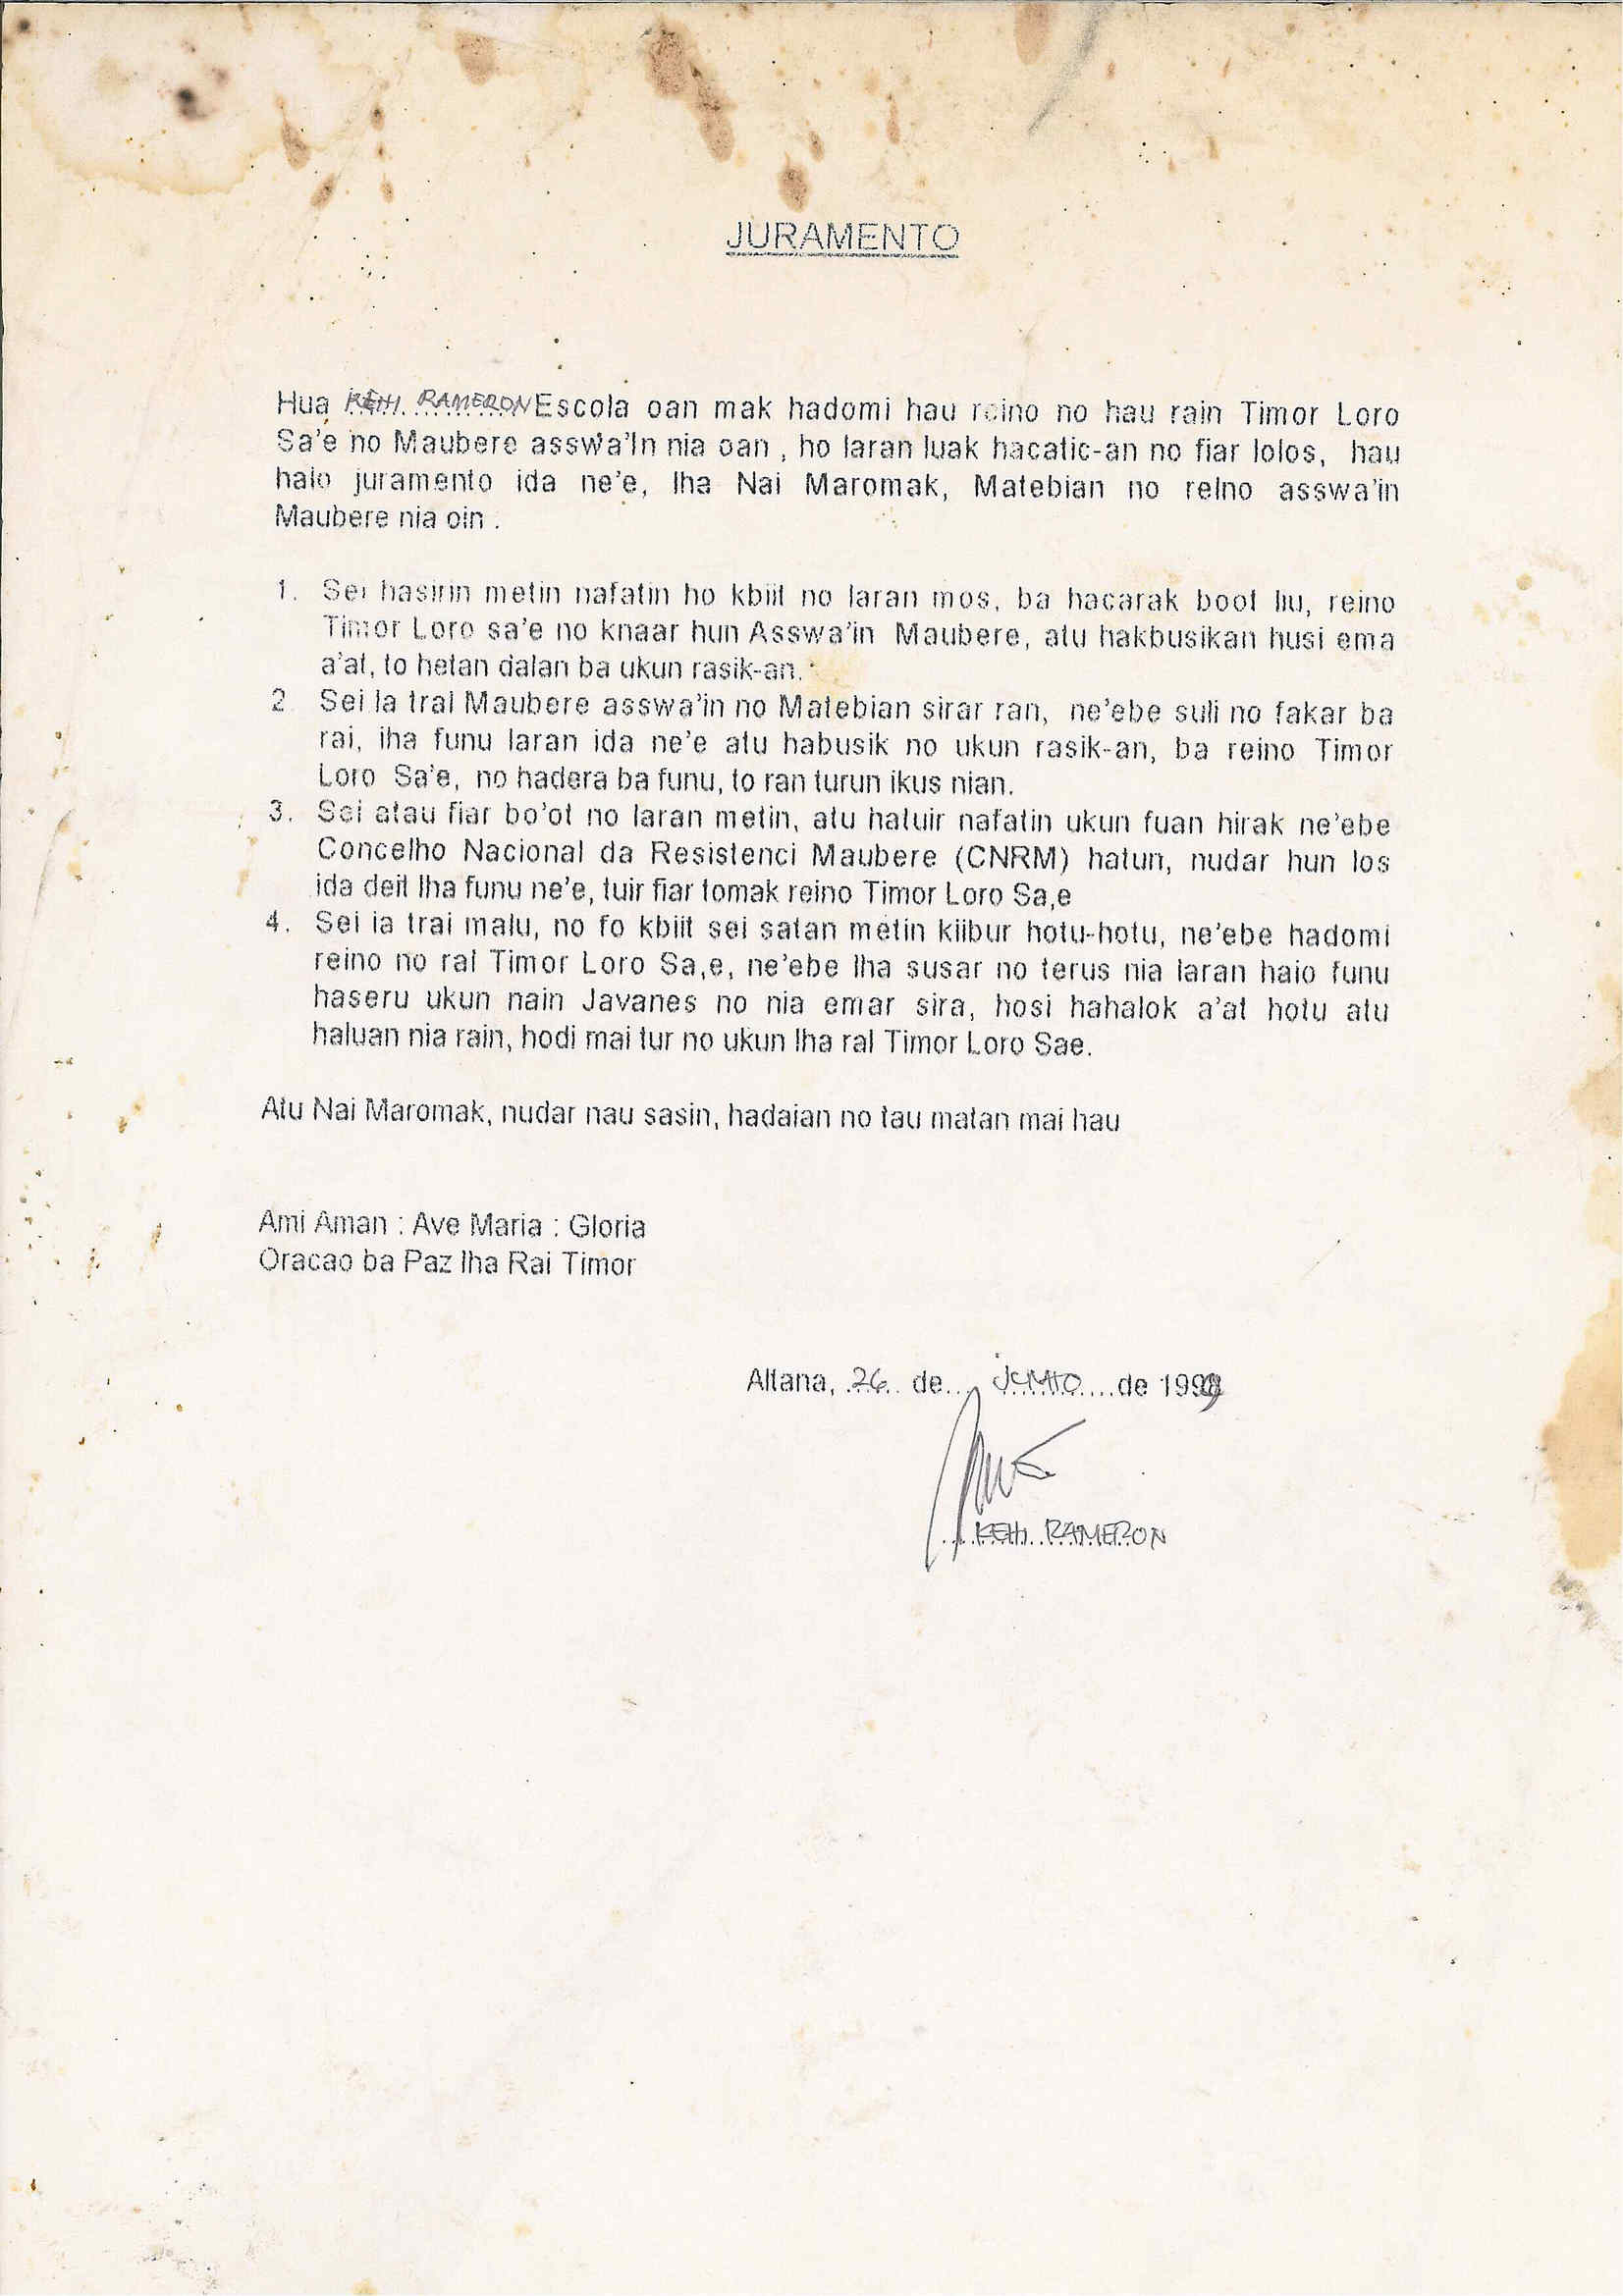 JURAMENTO
Hua KEHI RAMERON Escola oan mak hadomi hau reino no hau rain Timor Loro
Sa'e no Maubere asswa'In nia oan , ho laran luak hacatic-an no fiar lolos, hau
halo juramento ida ne'e, Iha Nai Maromak, Matebian no reIno asswa'in
Maubere nia oin .
1. Sei hasirin metin nafatin ho kbiit no laran mos, ba hacarak boot liu, reino
Timor Loro sa'e no knaar hun Asswa'in Maubere, atu hakbusikan husi ema
a'at, to hetan dalan ba ukun rasik-an.
2 Sei la traI Maubere asswa'in no Matebian sirar ran, ne'ebe suli no fakar ba
rai, iha funu laran ida ne'e atu habusik no ukun rasik-an, ba reino Timor
Loro Sa'e, no hadera ba funu, to ran turun ikus nian.
3. Sei atau fiar bo'ot no laran metin, atu haluir nafatin ukun fuan hirak ne'ebe
Concelho Nacional da Resistenci Maubere (CNRM) hatun, nudar hun los
ida deit Iha funu ne'e, tuir fiar tomak reino Timor Loro Sa,e
4. Sei ia trai malu, no fo kbiit sei satan metin kiibur hotu-hotu, ne'ebe hadomi
reino no raI Timor Loro Sa,e, ne'ebe Iha susar no terus nia laran haio funu
haseru ukun nain Javanes no nia emar sira, hosi hahalok a'at hotu atu
haluan nia rain, hodi mai tur no ukun Iha raI Timor Loro Sae.
Atu Nai Maromak, nudar nau sasin, hadaian no tau matan mai hau
Ami Aman : Ave Maria : Gloria
Oracao ba Paz Iha Rai Timor
Aitana, .26.. de... ....de 1999
KEHI RAMERON